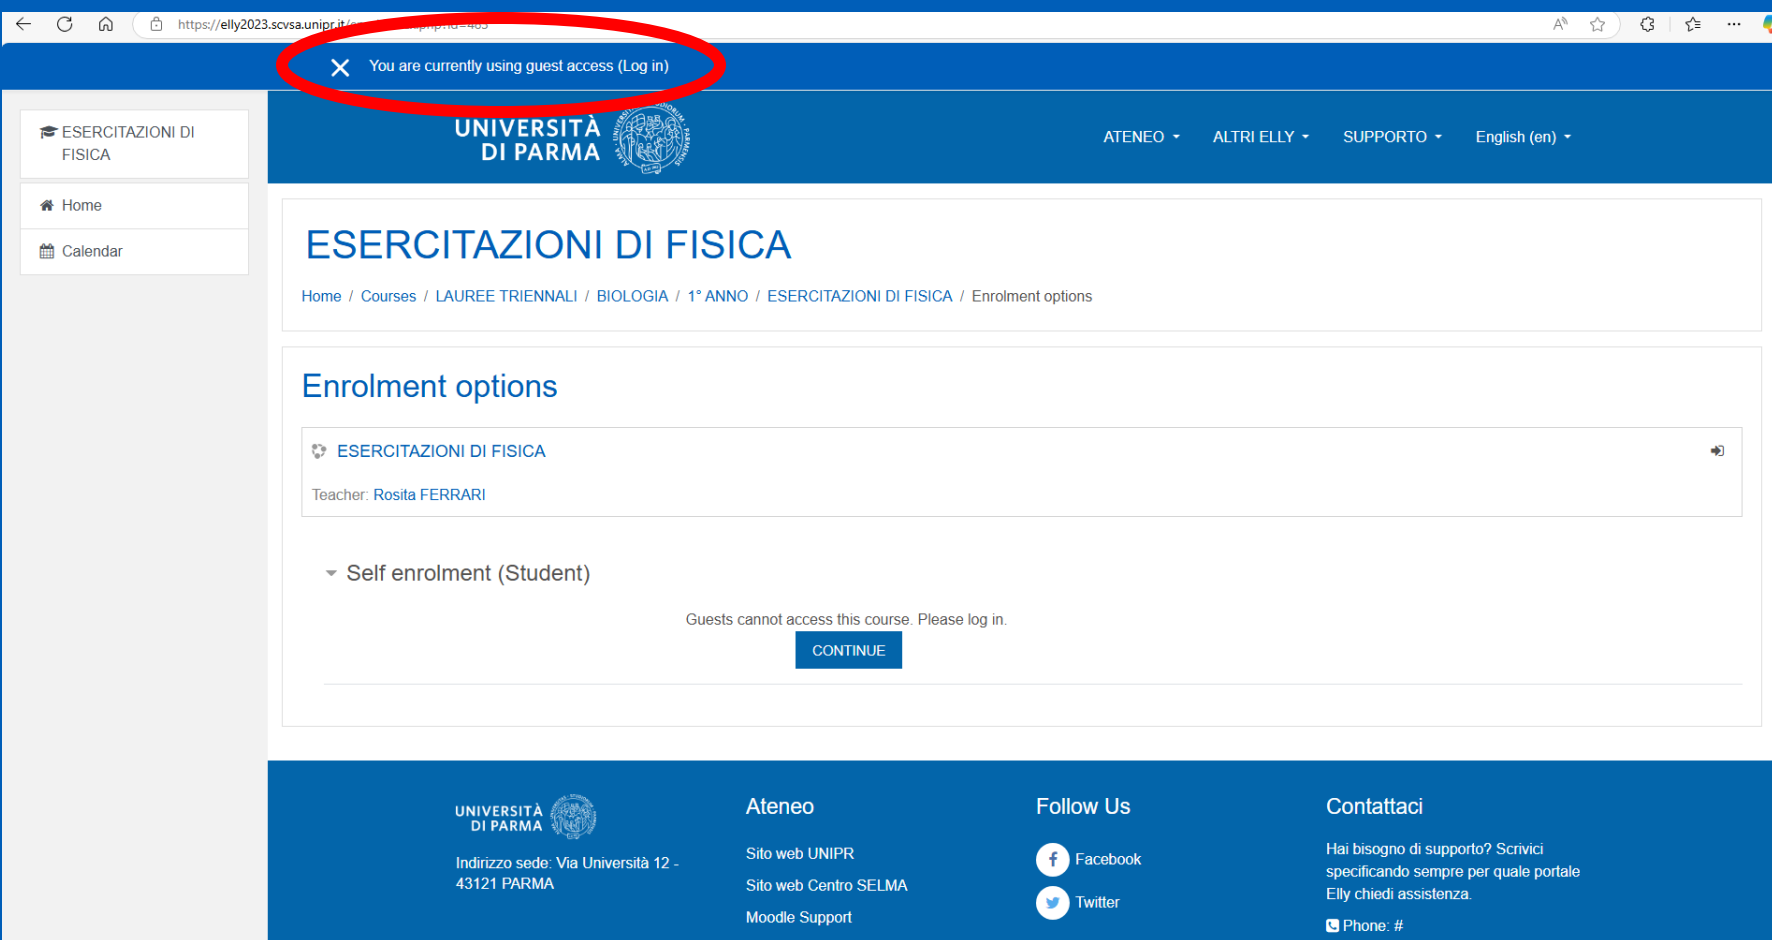 https://elly2023.scvsa.unipr.it/
You are currently using guest access (Log in)
ESERCITAZIONI DI
FISICA
Home
Calendar
UNIVERSITÀ
DI PARMA
ATENEO
ALTRI ELLY
SUPPORTO
English (en)
ESERCITAZIONI DI FISICA
Home / Courses / LAUREE TRIENNALI / BIOLOGIA / 1° ANNO / ESERCITAZIONI DI FISICA / Enrolment options
Enrolment options
ESERCITAZIONI DI FISICA
Teacher: Rosita FERRARI
Self enrolment (Student)
Guests cannot access this course. Please log in.
CONTINUE
UNIVERSITÀ
DI PARMA
Indirizzo sede: Via Università 12 -
43121 PARMA
Ateneo
Sito web UNIPR
Sito web Centro SELMA
Moodle Support
Follow Us
Facebook
Twitter
Contattaci
Hai bisogno di supporto? Scrivici
specificando sempre per quale portale
Elly chiedi assistenza.
Phone: #